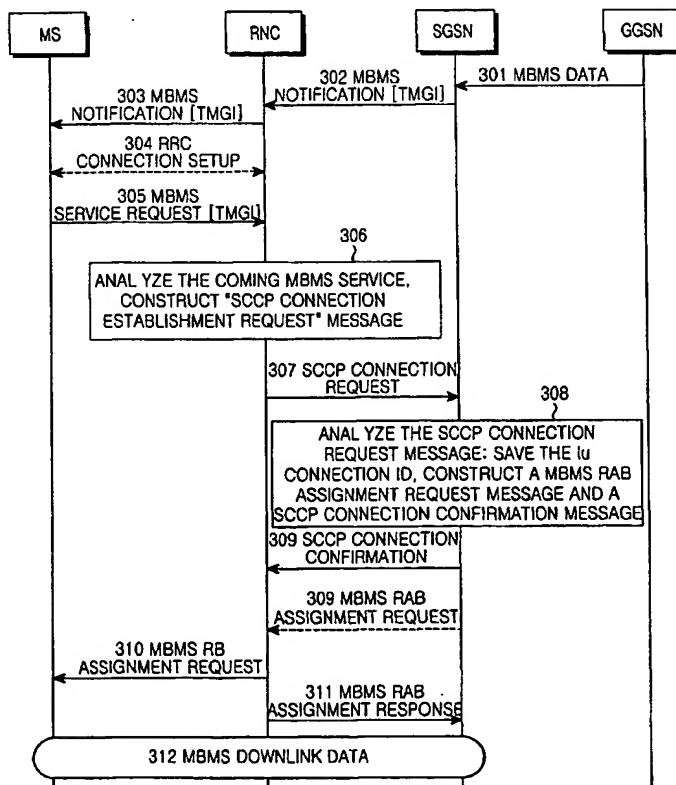 MS
RNC
SGSN
GGSN
301 MBMS DATA
302 MBMS
NOTIFICATION [TMGI]
303 MBMS
NOTIFICATION [TMGI]
304 RRC
CONNECTION SETUP
305 MBMS
SERVICE REQUEST [TMGI]
306
ANALYZE THE COMING MBMS SERVICE,
CONSTRUCT "SCCP CONNECTION
ESTABLISHMENT REQUEST" MESSAGE
307 SCCP CONNECTION
REQUEST
308
ANALYZE THE SCCP CONNECTION
REQUEST MESSAGE: SAVE THE Iu
CONNECTION ID, CONSTRUCT A MBMS RAB
ASSIGNMENT REQUEST MESSAGE AND A
SCCP CONNECTION CONFIRMATION MESSAGE
309 SCCP CONNECTION
CONFIRMATION
309 MBMS RAB
ASSIGNMENT REQUEST
310 MBMS RB
ASSIGNMENT REQUEST
311 MBMS RAB
ASSIGNMENT RESPONSE
312 MBMS DOWNLINK DATA